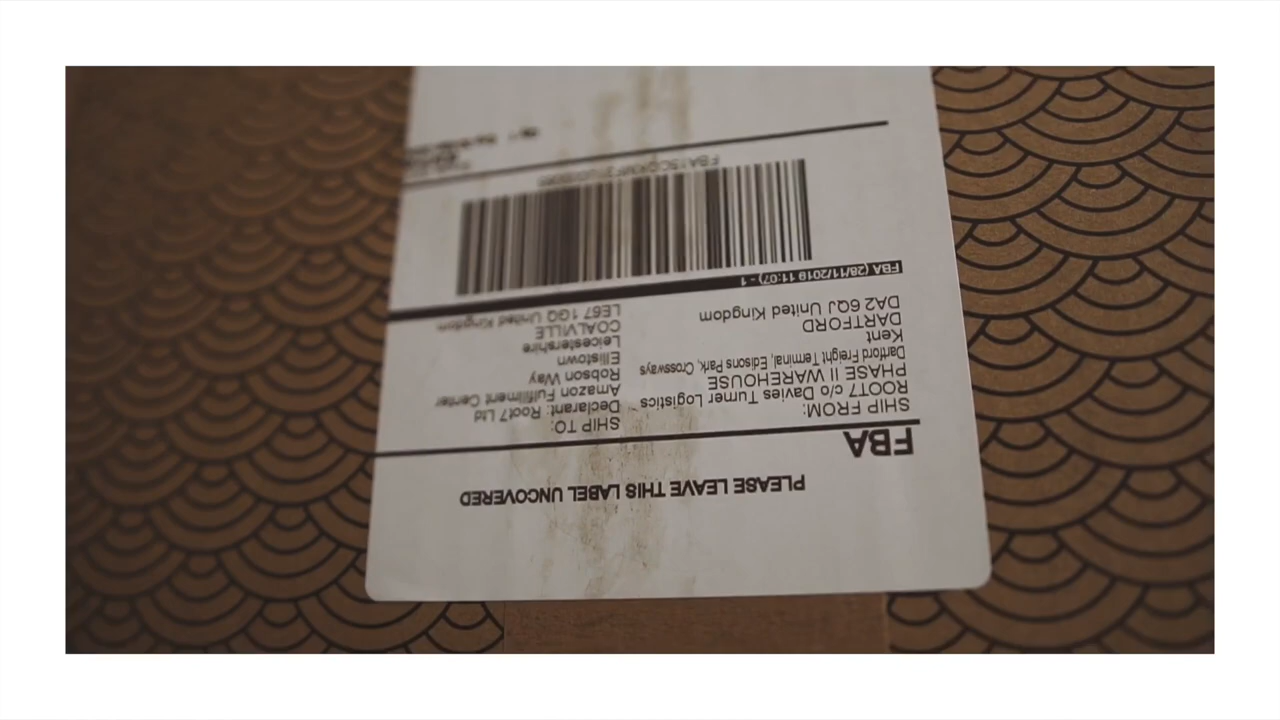 PLEASE LEAVE THIS LABEL UNCOVERED
FBA
SHIP FROM:
ROOT7 c/o Davies Turner Logistics
PHASE II WAREHOUSE
Dartford Freight Terminal, Edisons Park, Crossways
Kent
DARTFORD
DA2 6QJ United Kingdom
SHIP TO:
Declarant: Root7 Ltd
Amazon Fulfilment Center
Robson Way
Ellistown
Leicestershire
COALVILLE
LE67 1GQ United Kingdom
FBA (28/11/2019 11:07) - 1